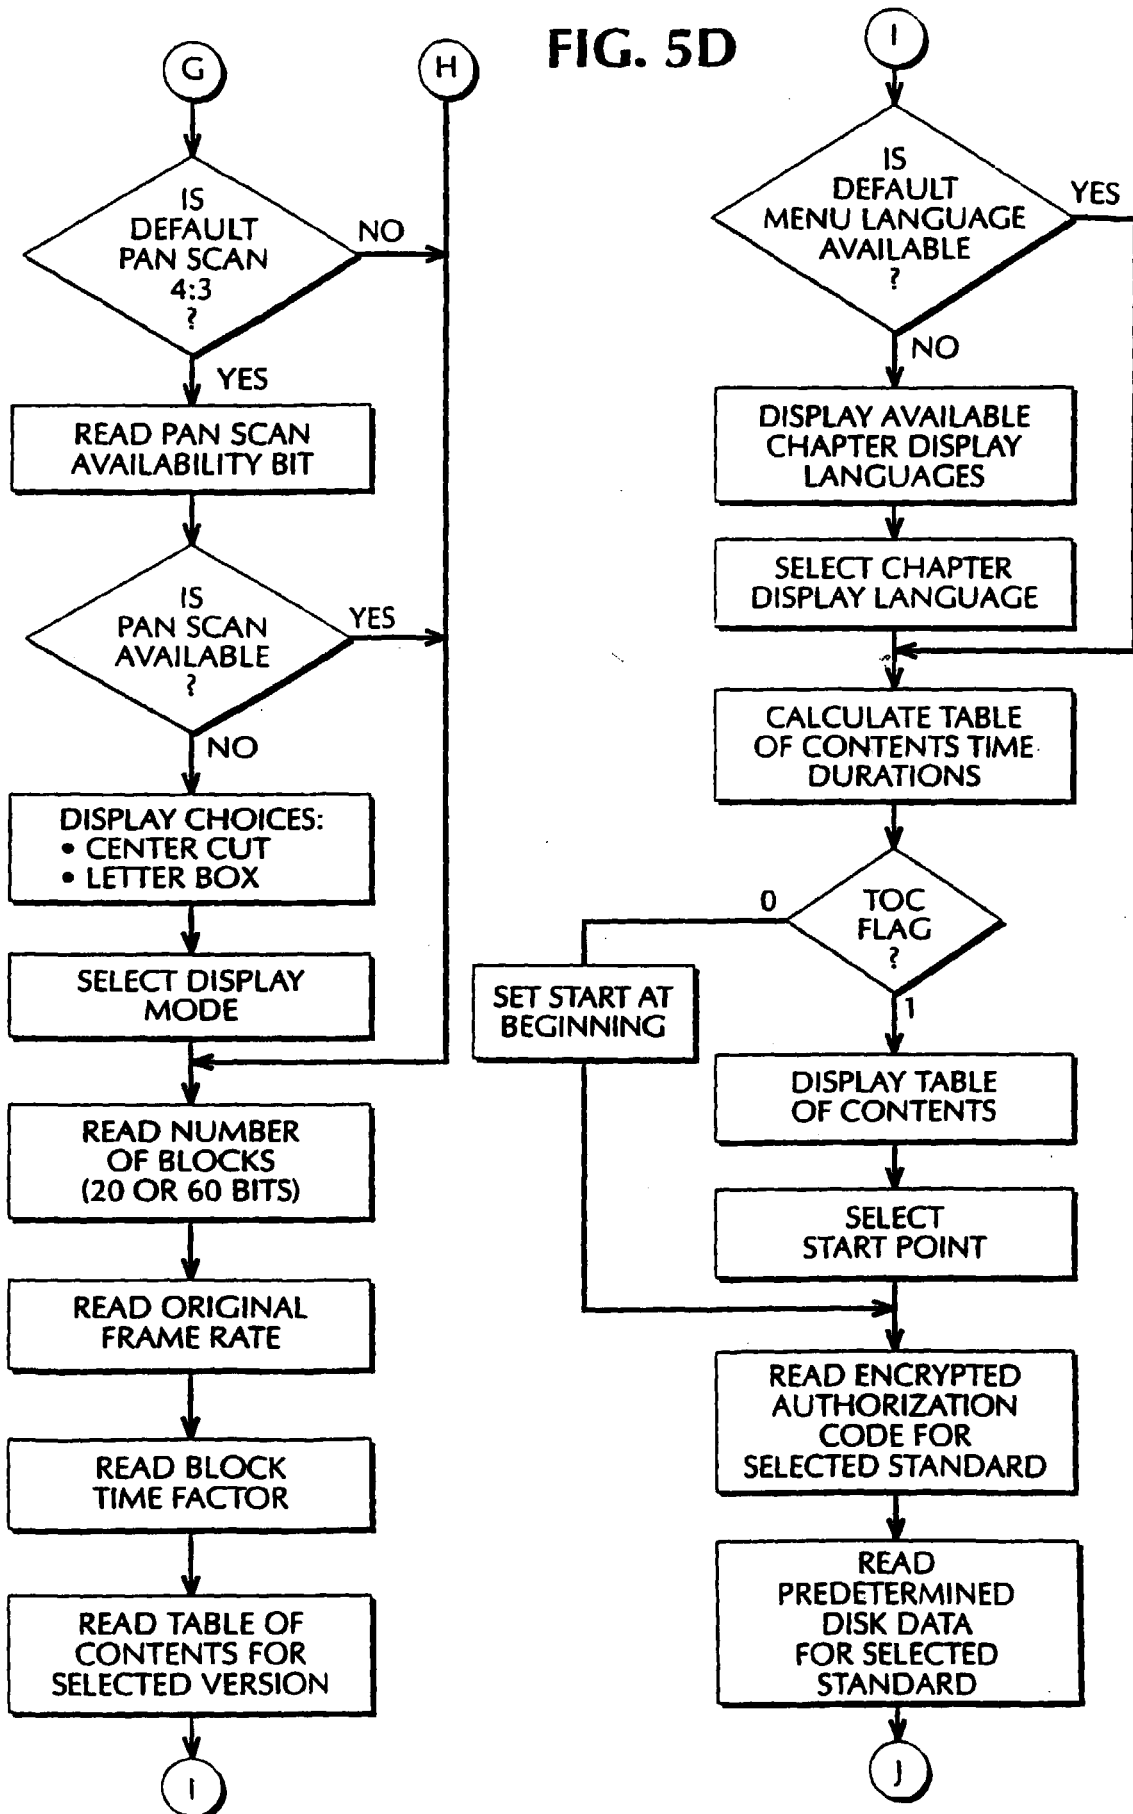 FIG. 5D
G
H
IS
DEFAULT
PAN SCAN
4:3
?
NO
YES
READ PAN SCAN
AVAILABILITY BIT
IS
PAN SCAN
AVAILABLE
?
YES
NO
DISPLAY CHOICES:
• CENTER CUT
• LETTER BOX
SELECT DISPLAY
MODE
READ NUMBER
OF BLOCKS
(20 OR 60 BITS)
READ ORIGINAL
FRAME RATE
READ BLOCK
TIME FACTOR
READ TABLE OF
CONTENTS FOR
SELECTED VERSION
I
I
IS
DEFAULT
MENU LANGUAGE
AVAILABLE
?
YES
NO
DISPLAY AVAILABLE
CHAPTER DISPLAY
LANGUAGES
SELECT CHAPTER
DISPLAY LANGUAGE
CALCULATE TABLE
OF CONTENTS TIME
DURATIONS
TOC
FLAG
?
0
1
SET START AT
BEGINNING
DISPLAY TABLE
OF CONTENTS
SELECT
START POINT
READ ENCRYPTED
AUTHORIZATION
CODE FOR
SELECTED STANDARD
READ
PREDETERMINED
DISK DATA
FOR SELECTED
STANDARD
J